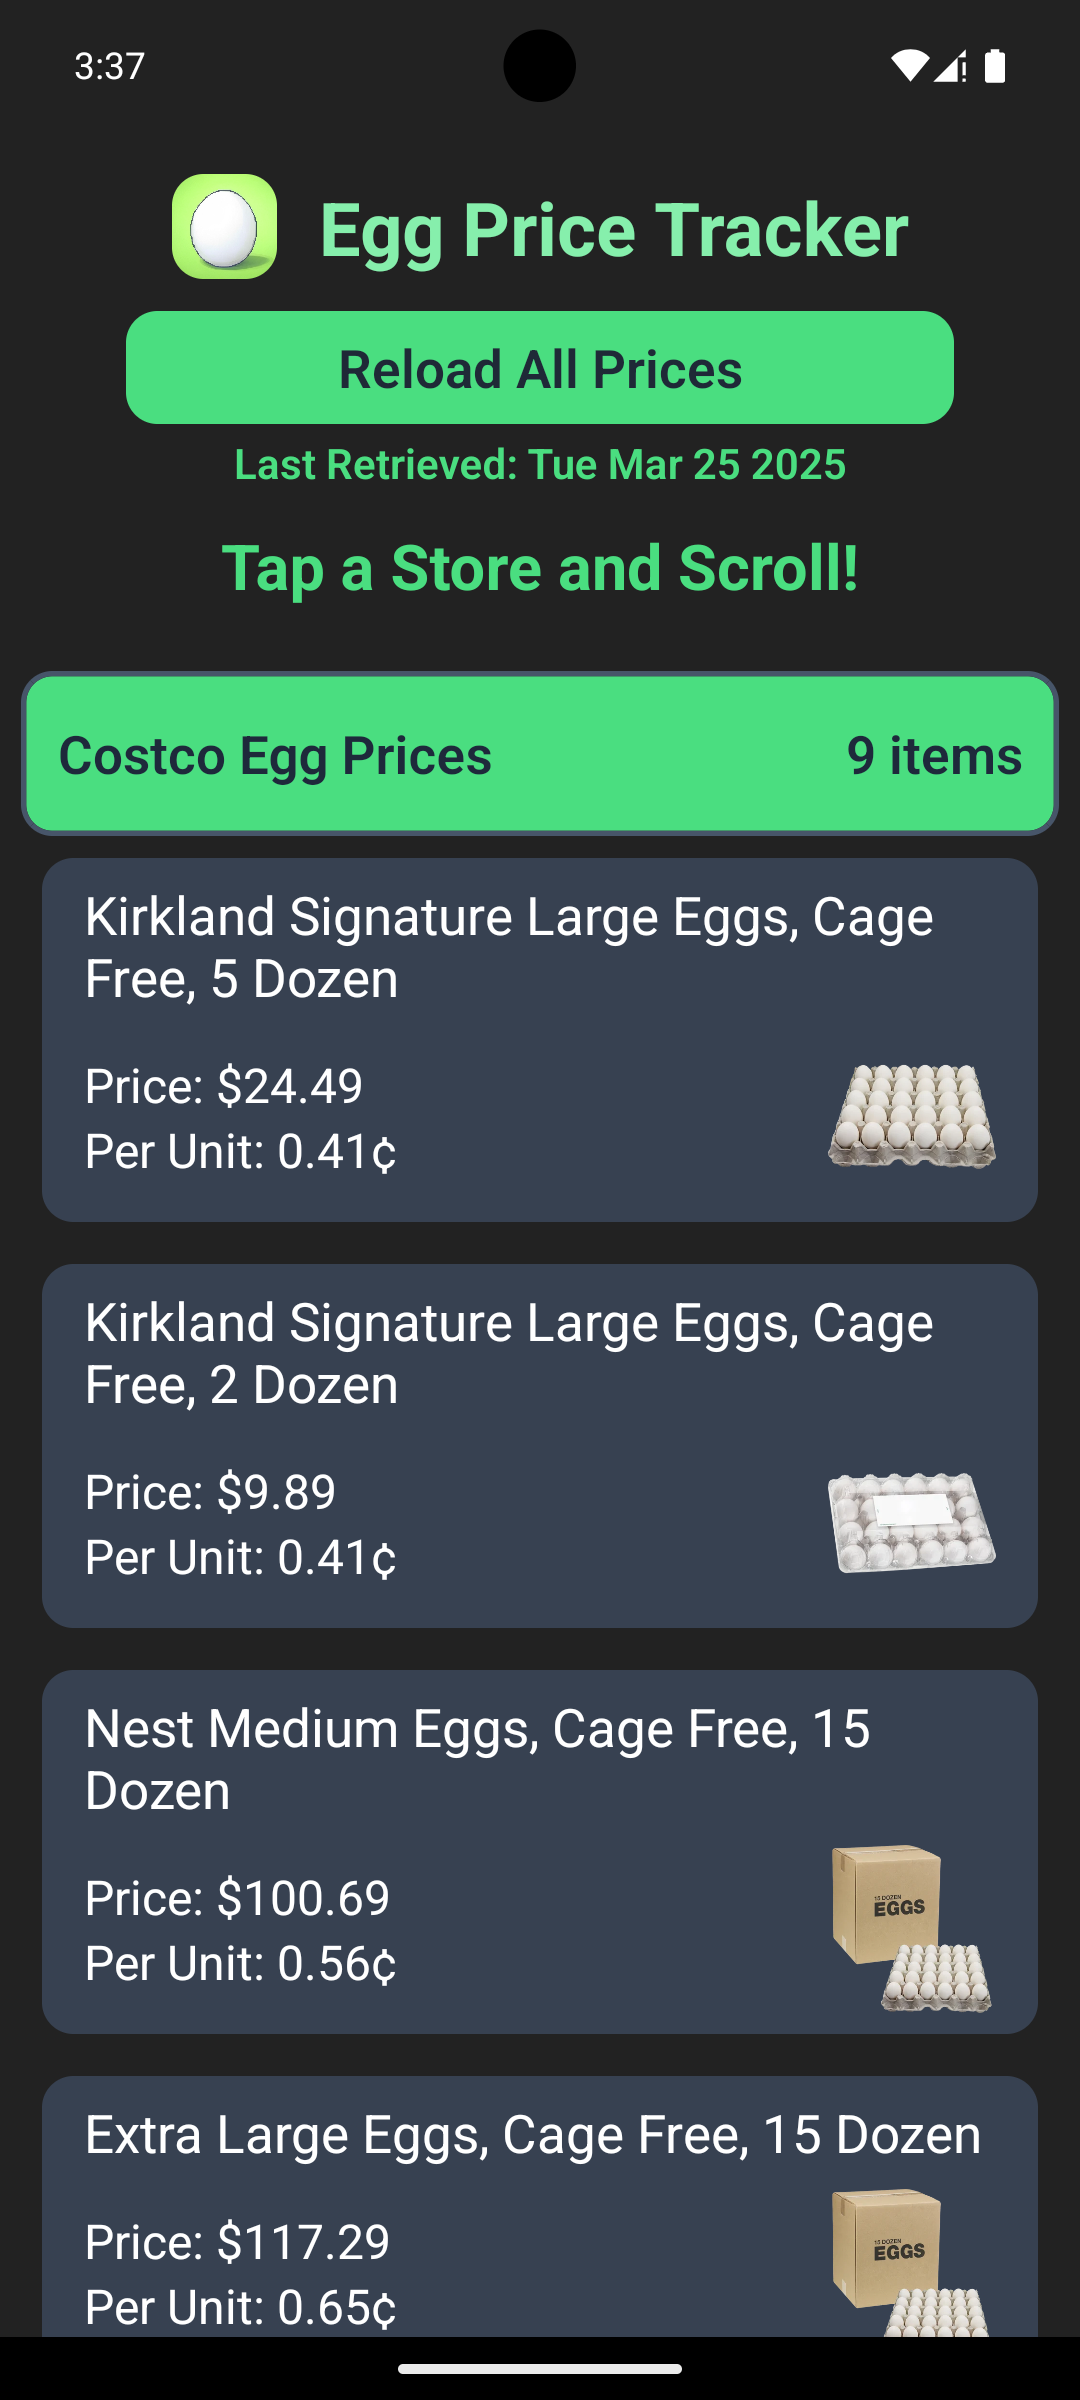 3:37
Egg Price Tracker
Reload All Prices
Last Retrieved: Tue Mar 25 2025
Tap a Store and Scroll!
Costco Egg Prices 9 items
Kirkland Signature Large Eggs, Cage
Free, 5 Dozen
Price: $24.49
Per Unit: 0.41¢
Kirkland Signature Large Eggs, Cage
Free, 2 Dozen
Price: $9.89
Per Unit: 0.41¢
Nest Medium Eggs, Cage Free, 15
Dozen
Price: $100.69
Per Unit: 0.56¢
15 DOZEN
EGGS
Extra Large Eggs, Cage Free, 15 Dozen
Price: $117.29
Per Unit: 0.65¢
15 DOZEN
EGGS